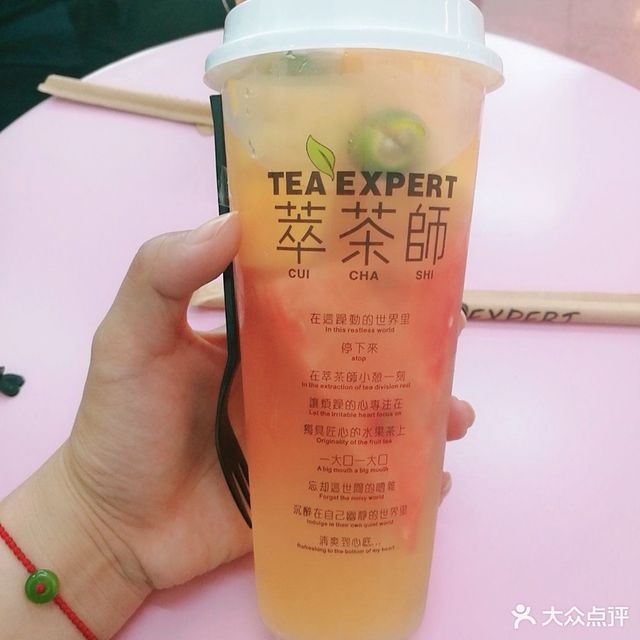 TEA EXPERT
萃茶師
CUI CHA SHI
在這躁動的世界里
In this restless world
停下來
stop
在萃茶師小憩一刻
In the extraction of tea division rest
讓煩躁的心專注在
Let the irritable heart focus on
獨具匠心的水果茶上
Originality of the fruit tea
一大口一大口
A big mouth a big mouth
忘却這世間的嘈雜
Forget the noisy world
沉醉在自己幽靜的世界里
Indulge in their own quiet world
清爽到心底...
Refreshing to the bottom of my heart
EXPERT
大众点评